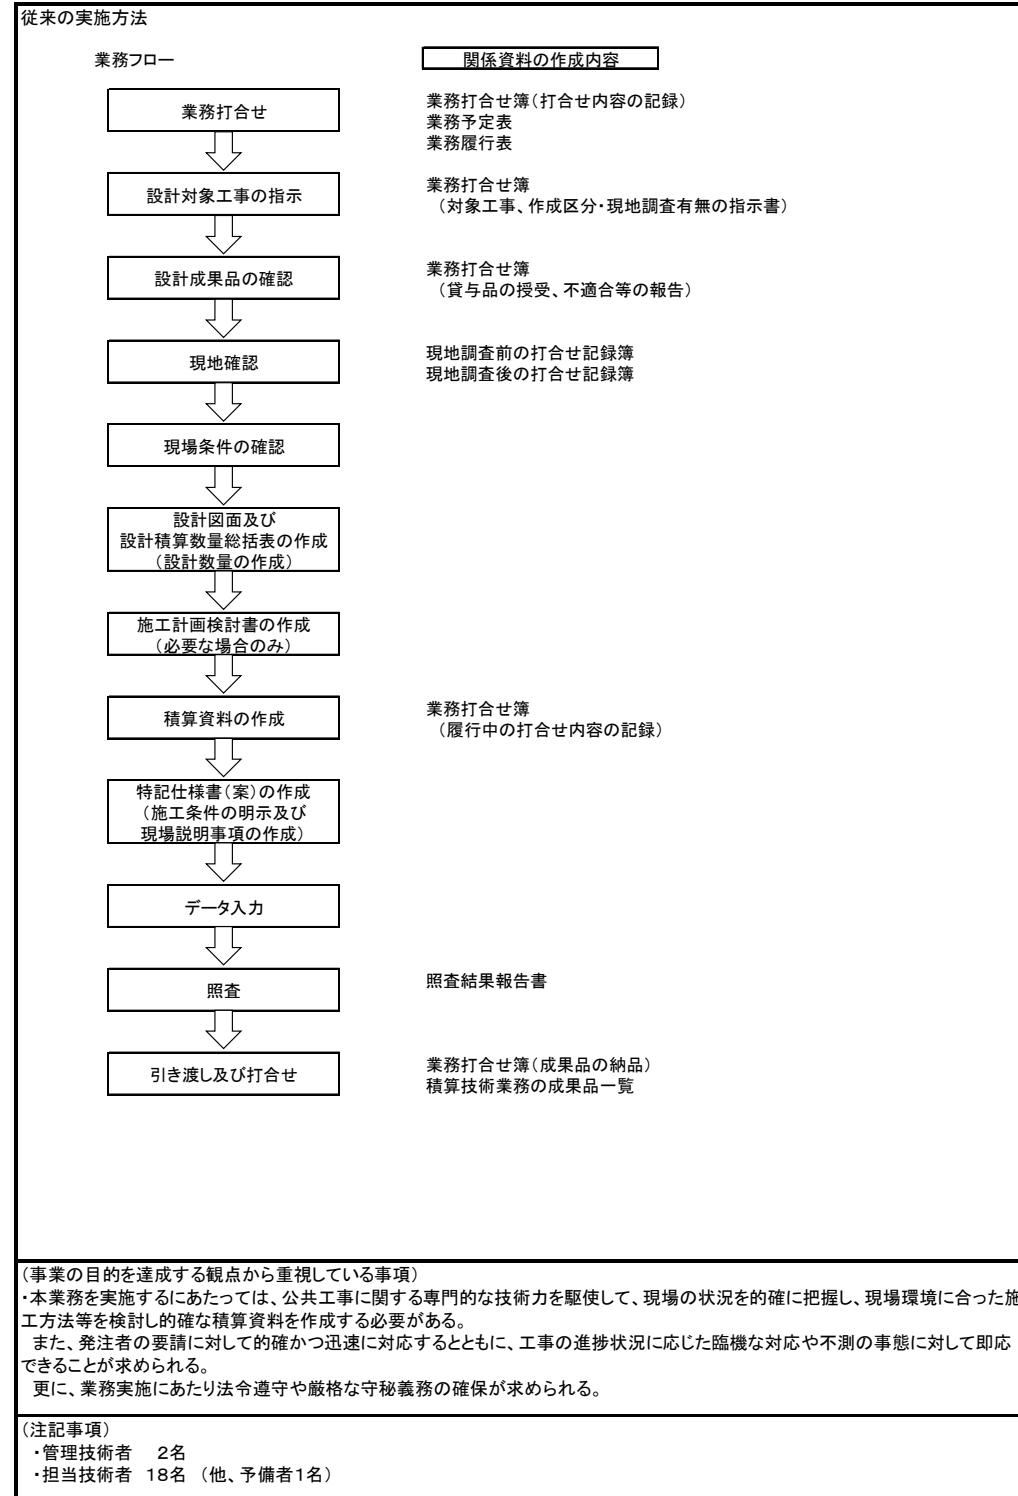 従来の実施方法
業務フロー　関係資料の作成内容
業務打合せ　業務打合せ簿（打合せ内容の記録）
業務予定表
業務履行表
設計対象工事の指示　業務打合せ簿
（対象工事、作成区分・現地調査有無の指示書）
設計成果品の確認　業務打合せ簿
（貸与品の授受、不適合等の報告）
現地確認　現地調査前の打合せ記録簿
現地調査後の打合せ記録簿
現場条件の確認
設計図面及び
設計積算数量総括表の作成
（設計数量の作成）
施工計画検討書の作成
（必要な場合のみ）
積算資料の作成　業務打合せ簿
（履行中の打合せ内容の記録）
特記仕様書（案）の作成
（施工条件の明示及び
現場説明事項の作成）
データ入力
照査　照査結果報告書
引き渡し及び打合せ　業務打合せ簿（成果品の納品）
積算技術業務の成果品一覧
（事業の目的を達成する観点から重視している事項）
・本業務を実施するにあたっては、公共工事に関する専門的な技術力を駆使して、現場の状況を的確に把握し、現場環境に合った施
工方法等を検討し的確な積算資料を作成する必要がある。
また、発注者の要請に対して的確かつ迅速に対応するとともに、工事の進捗状況に応じた臨機な対応や不測の事態に対して即応
できることが求められる。
更に、業務実施にあたり法令遵守や厳格な守秘義務の確保が求められる。
（注記事項）
・管理技術者　２名
・担当技術者　18名　（他、予備者１名）